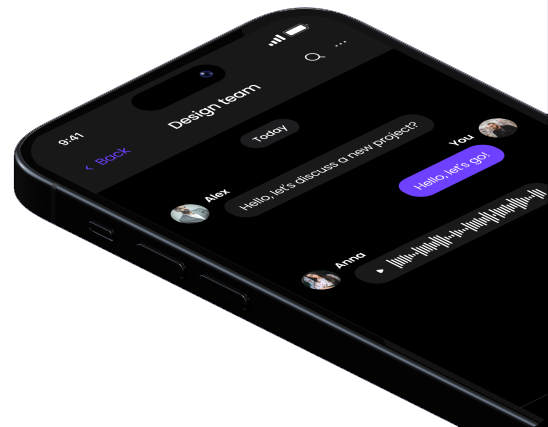 9:41
‹ Back
Design team
Today
Alex
Hello, let's discuss a new project?
You
Hello, let's go!
Anna